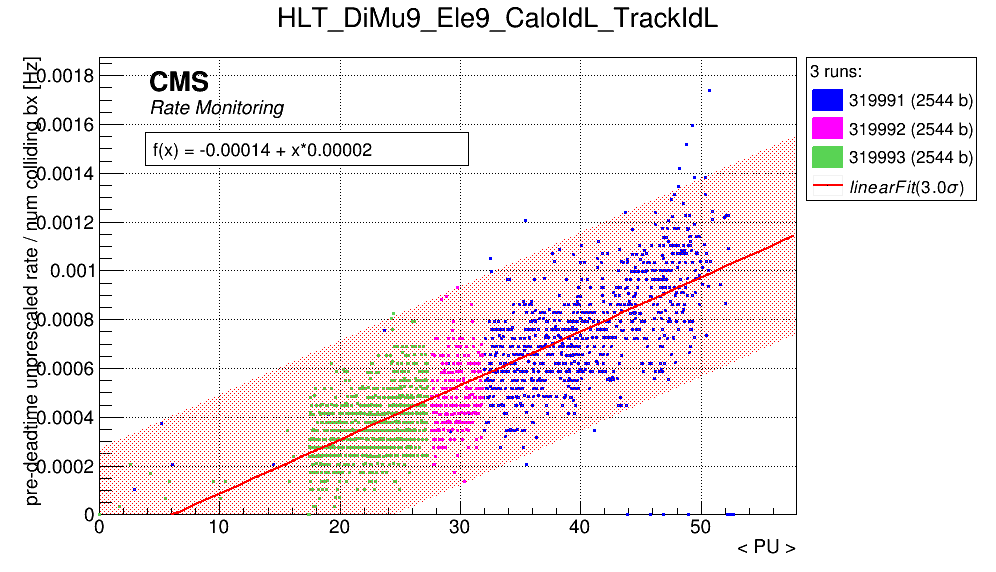 HLT_DiMu9_Ele9_CaloIdL_TrackIdL
pre-deadtime unprescaled rate / num colliding bx [Hz]
0.0018
0.0016
0.0014
0.0012
0.001
0.0008
0.0006
0.0004
0.0002
0
CMS
Rate Monitoring
f(x) = -0.00014 + x*0.00002
3 runs:
319991 (2544 b)
319992 (2544 b)
319993 (2544 b)
linearFit(3.0σ)
0 10 20 30 40 50
< PU >